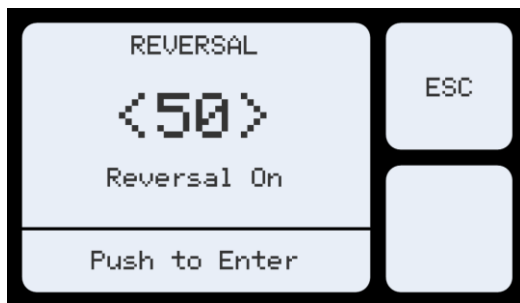 REVERSAL
<50>
Reversal On
Push to Enter
ESC